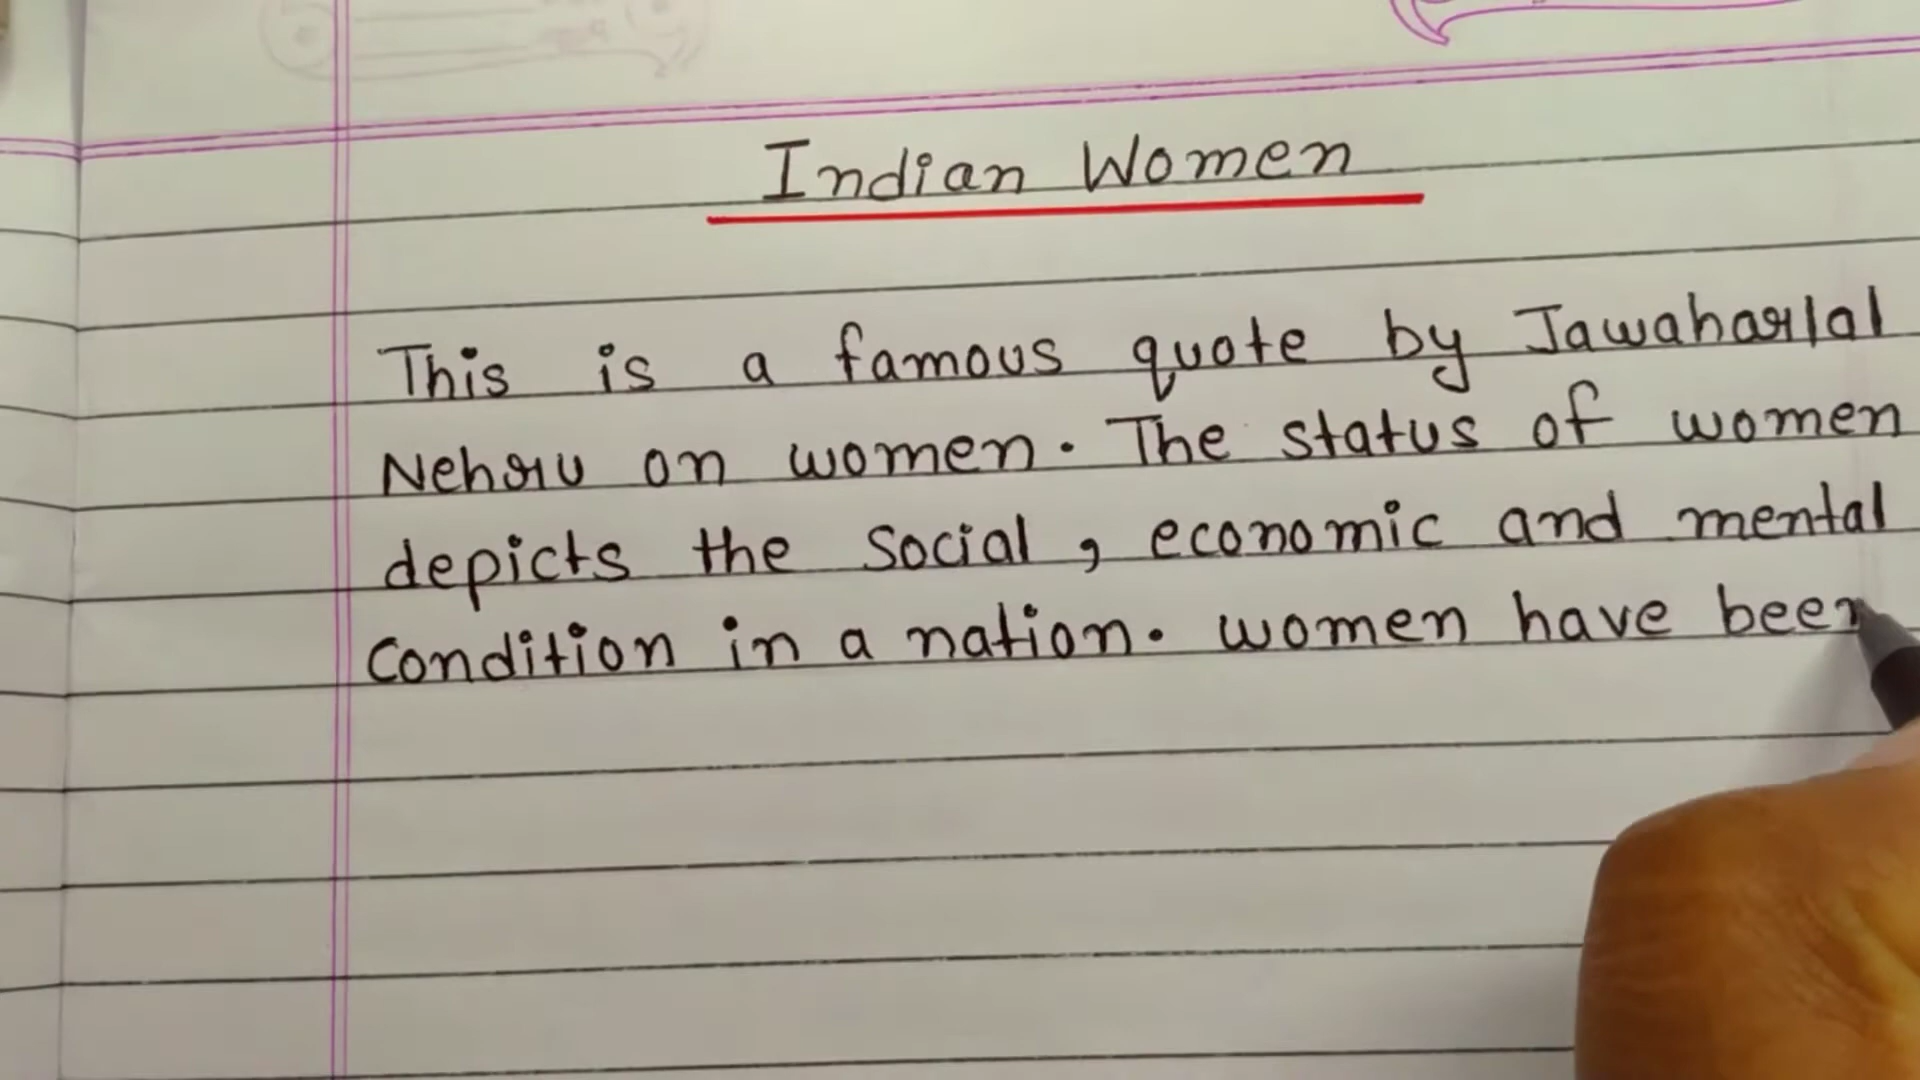 Indian Women
This is a famous quote by Jawaharlal
Nehru on women. The status of women
depicts the social, economic and mental
condition in a nation. women have been